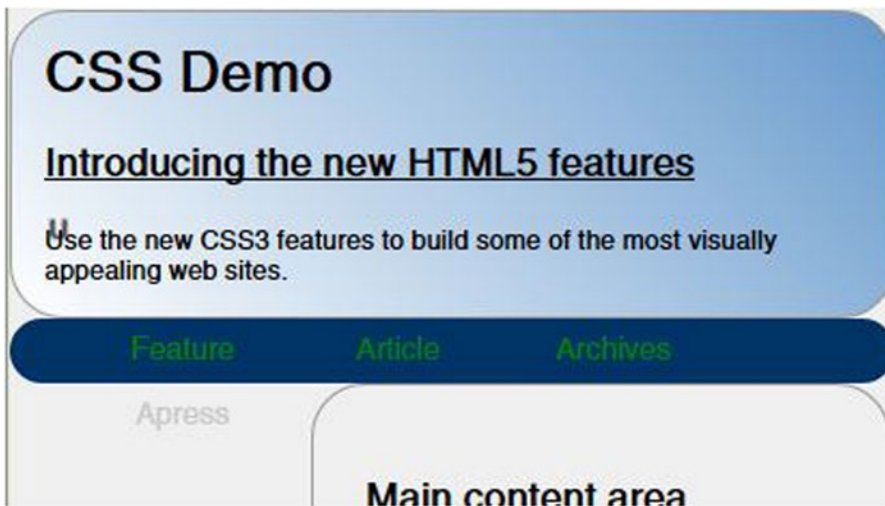 CSS Demo
Introducing the new HTML5 features
Use the new CSS3 features to build some of the most visually
appealing web sites.
Feature Article Archives
Apress
Main content area